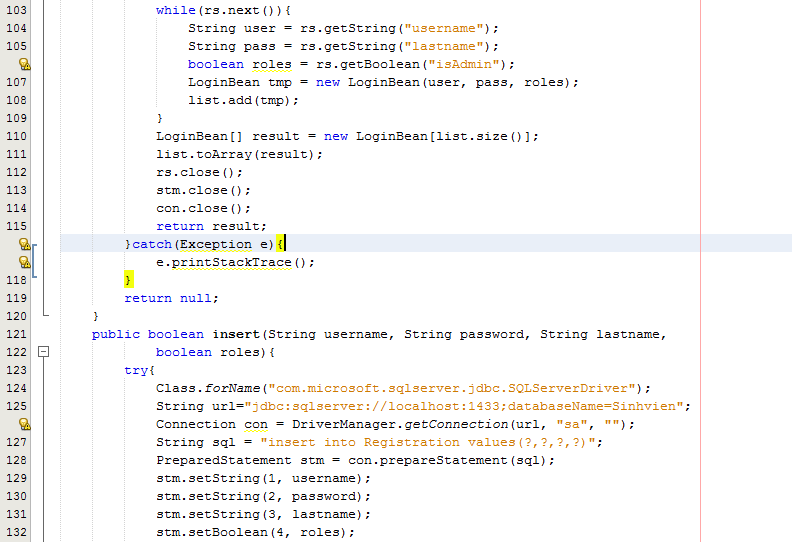 103 while(rs.next()){
104 String user = rs.getString("username");
105 String pass = rs.getString("lastname");
boolean roles = rs.getBoolean("isAdmin");
107 LoginBean tmp = new LoginBean(user, pass, roles);
108 list.add(tmp);
109 }
110 LoginBean[] result = new LoginBean[list.size()];
111 list.toArray(result);
112 rs.close();
113 stm.close();
114 con.close();
115 return result;
}catch(Exception e){
e.printStackTrace();
118 }
119 return null;
120 }
121 public boolean insert(String username, String password, String lastname,
122 boolean roles){
123 try{
124 Class.forName("com.microsoft.sqlserver.jdbc.SQLServerDriver");
125 String url="jdbc:sqlserver://localhost:1433;databaseName=Sinhvien";
Connection con = DriverManager.getConnection(url, "sa", "");
127 String sql = "insert into Registration values(?,?,?,?)";
128 PreparedStatement stm = con.prepareStatement(sql);
129 stm.setString(1, username);
130 stm.setString(2, password);
131 stm.setString(3, lastname);
132 stm.setBoolean(4, roles);